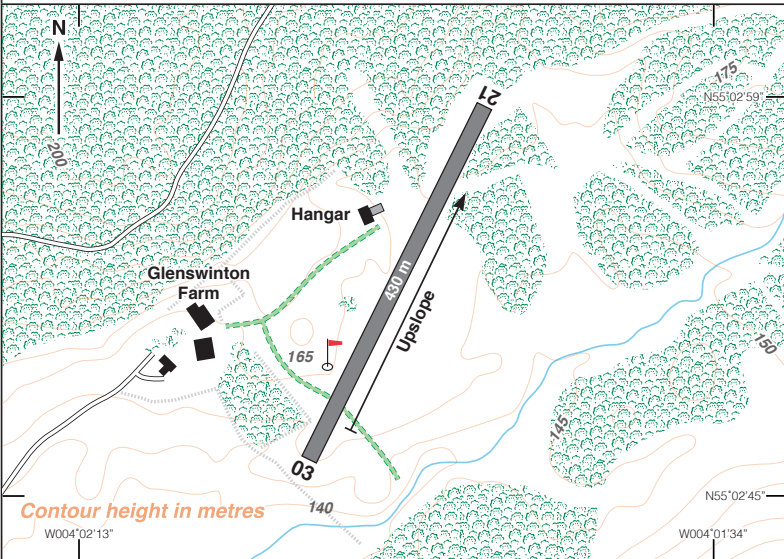 N
175
N55°02'59"
200
21
Hangar
Glenswinton
Farm
430 m
Upslope
165
150
145
03
N55°02'45"
Contour height in metres
140
W004°02'13"
W004°01'34"